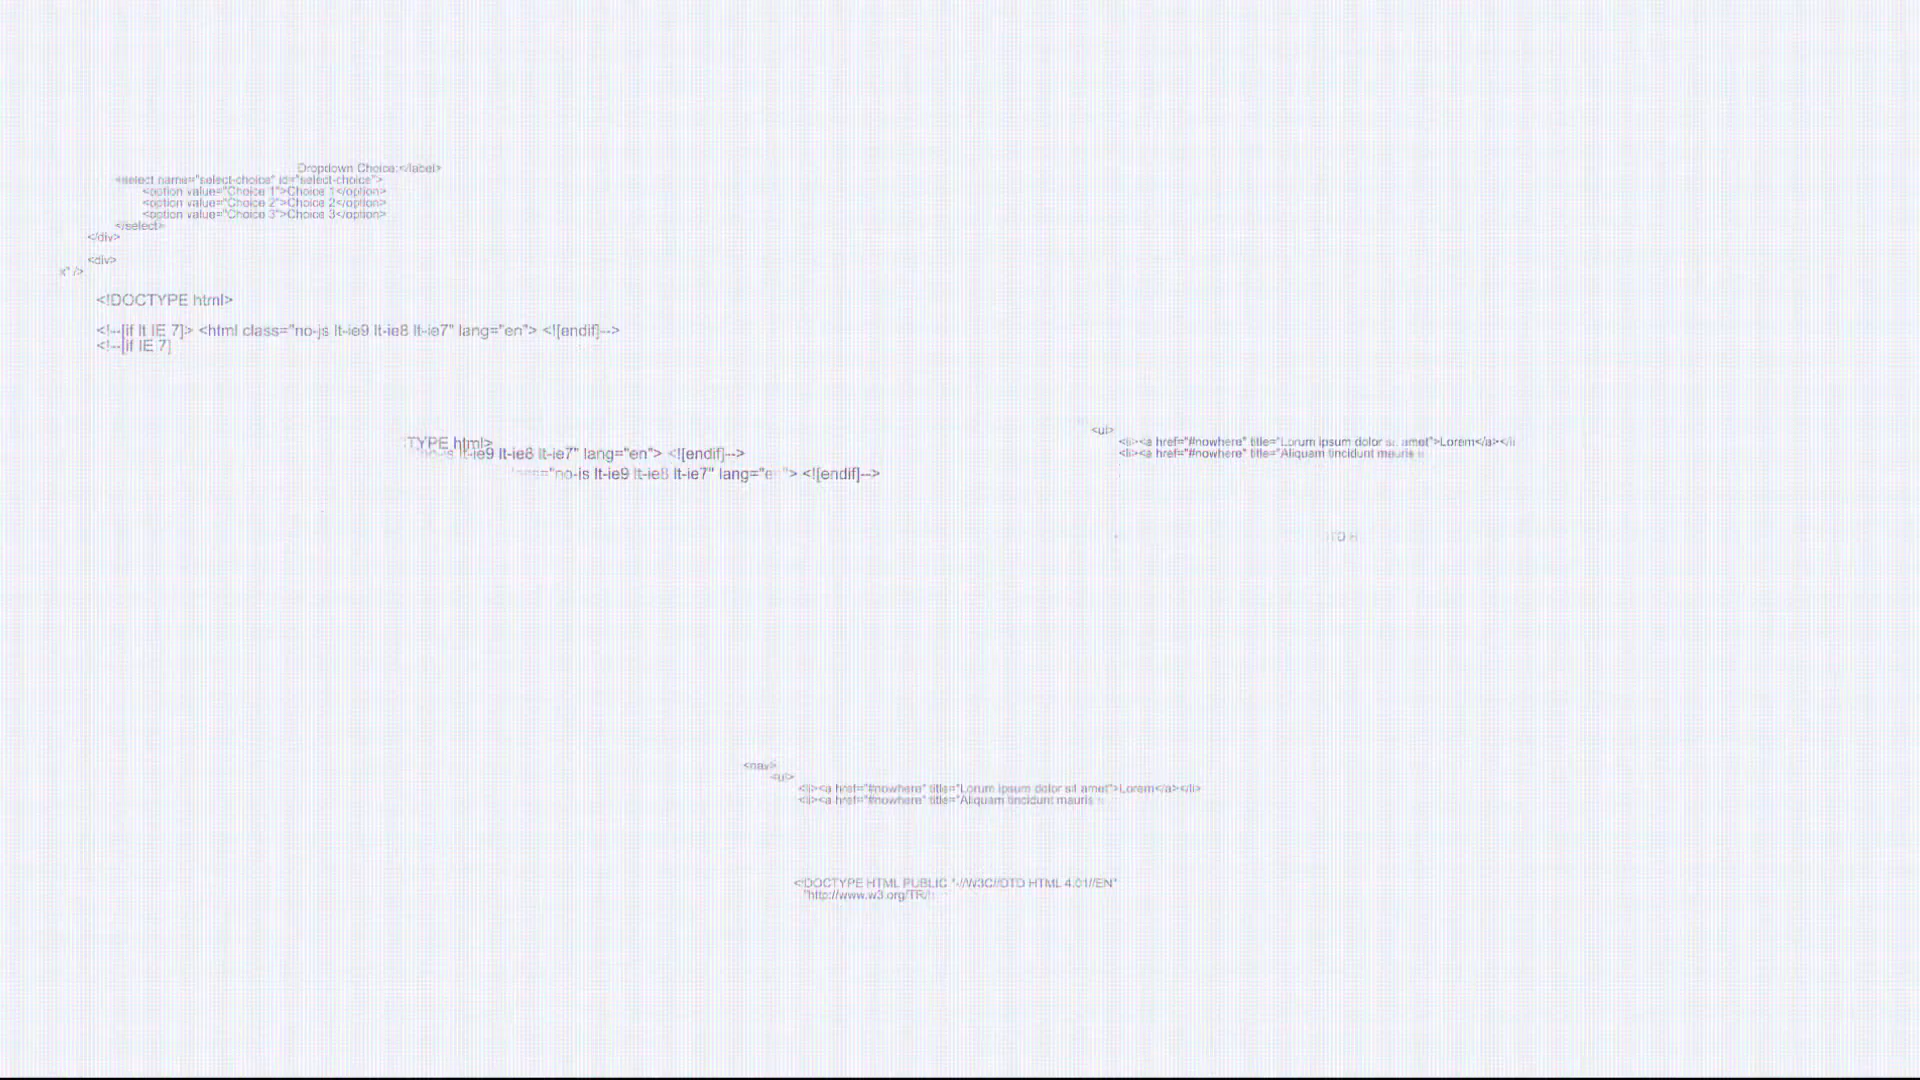 Dropdown Choice:</label>
<select name="select-choice" id="select-choice">
<option value="Choice 1">Choice 1</option>
<option value="Choice 2">Choice 2</option>
<option value="Choice 3">Choice 3</option>
</select>
</div>
<div>
x" />
<!DOCTYPE html>
<!--[if lt IE 7]> <html class="no-js lt-ie9 lt-ie8 lt-ie7" lang="en"> <![endif]-->
<!--[if IE 7]
TYPE html>
lt-ie9 lt-ie8 lt-ie7" lang="en"> <![endif]-->
="no-js lt-ie9 lt-ie8 lt-ie7" lang="e "> <![endif]-->
<ul>
<li><a href="#nowhere" title="Lorum ipsum dolor si amet">Lorem</a></li
<li><a href="#nowhere" title="Aliquam tincidunt mauris
TD H
<nav>
<ul>
<li><a href="#nowhere" title="Lorum ipsum dolor sit amet">Lorem</a></li>
<li><a href="#nowhere" title="Aliquam tincidunt mauris
<!DOCTYPE HTML PUBLIC "-//W3C//DTD HTML 4.01//EN"
"http://www.w3.org/TR/